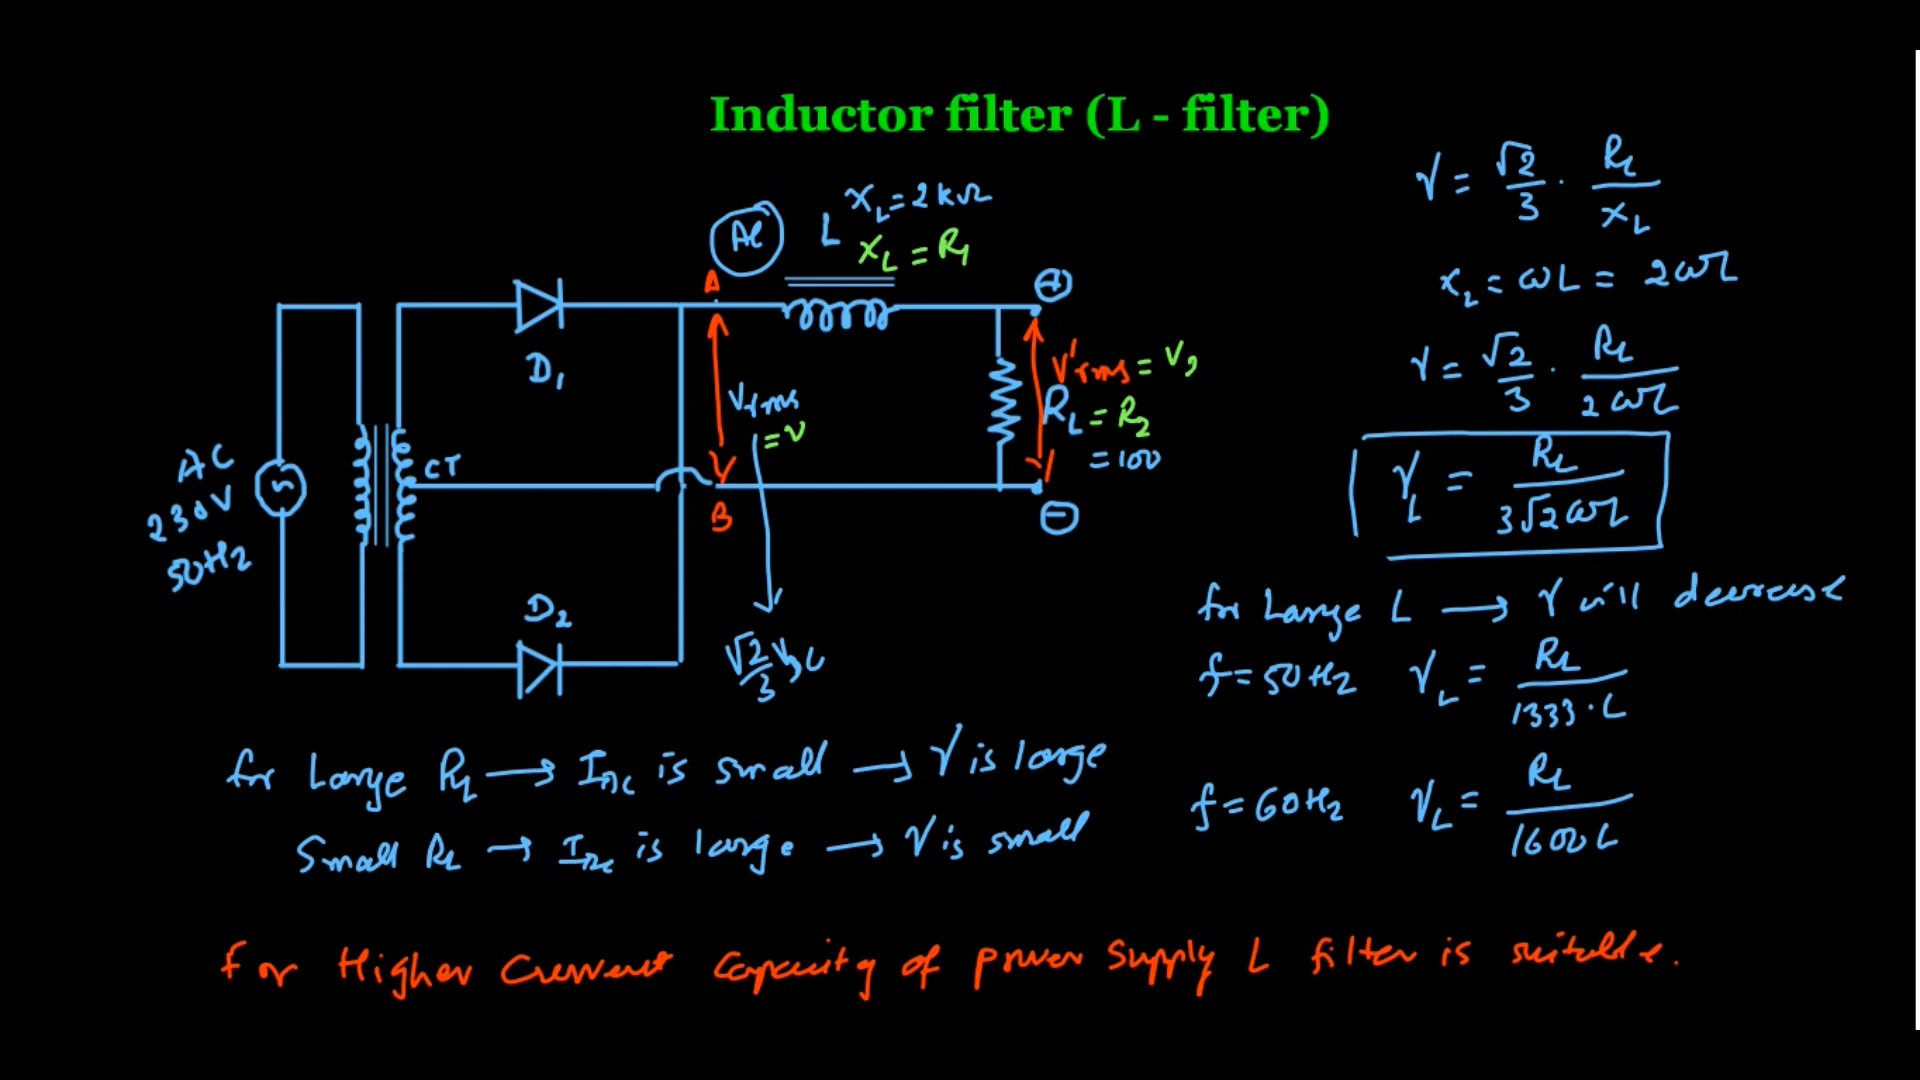 Inductor filter (L - filter)
AC
230V
50Hz
CT
D1
D2
AC
L
XL = 2kΩ
XL = R1
A
B
Vrms
= V
√2/3 VDC
+
V'rms = V2
RL = R2
= 100
−
γ = √2/3 · RL/XL
XL = ωL = 2ωL
γ = √2/3 · RL/2ωL
γL = RL/3√2ωL
for Large L → γ will decrease
f = 50Hz γL = RL/1333·L
f = 60Hz γL = RL/1600L
for Large RL → IDC is small → γ is large
Small RL → IDC is large → γ is small
For Higher Current Capacity of power supply L filter is suitable.